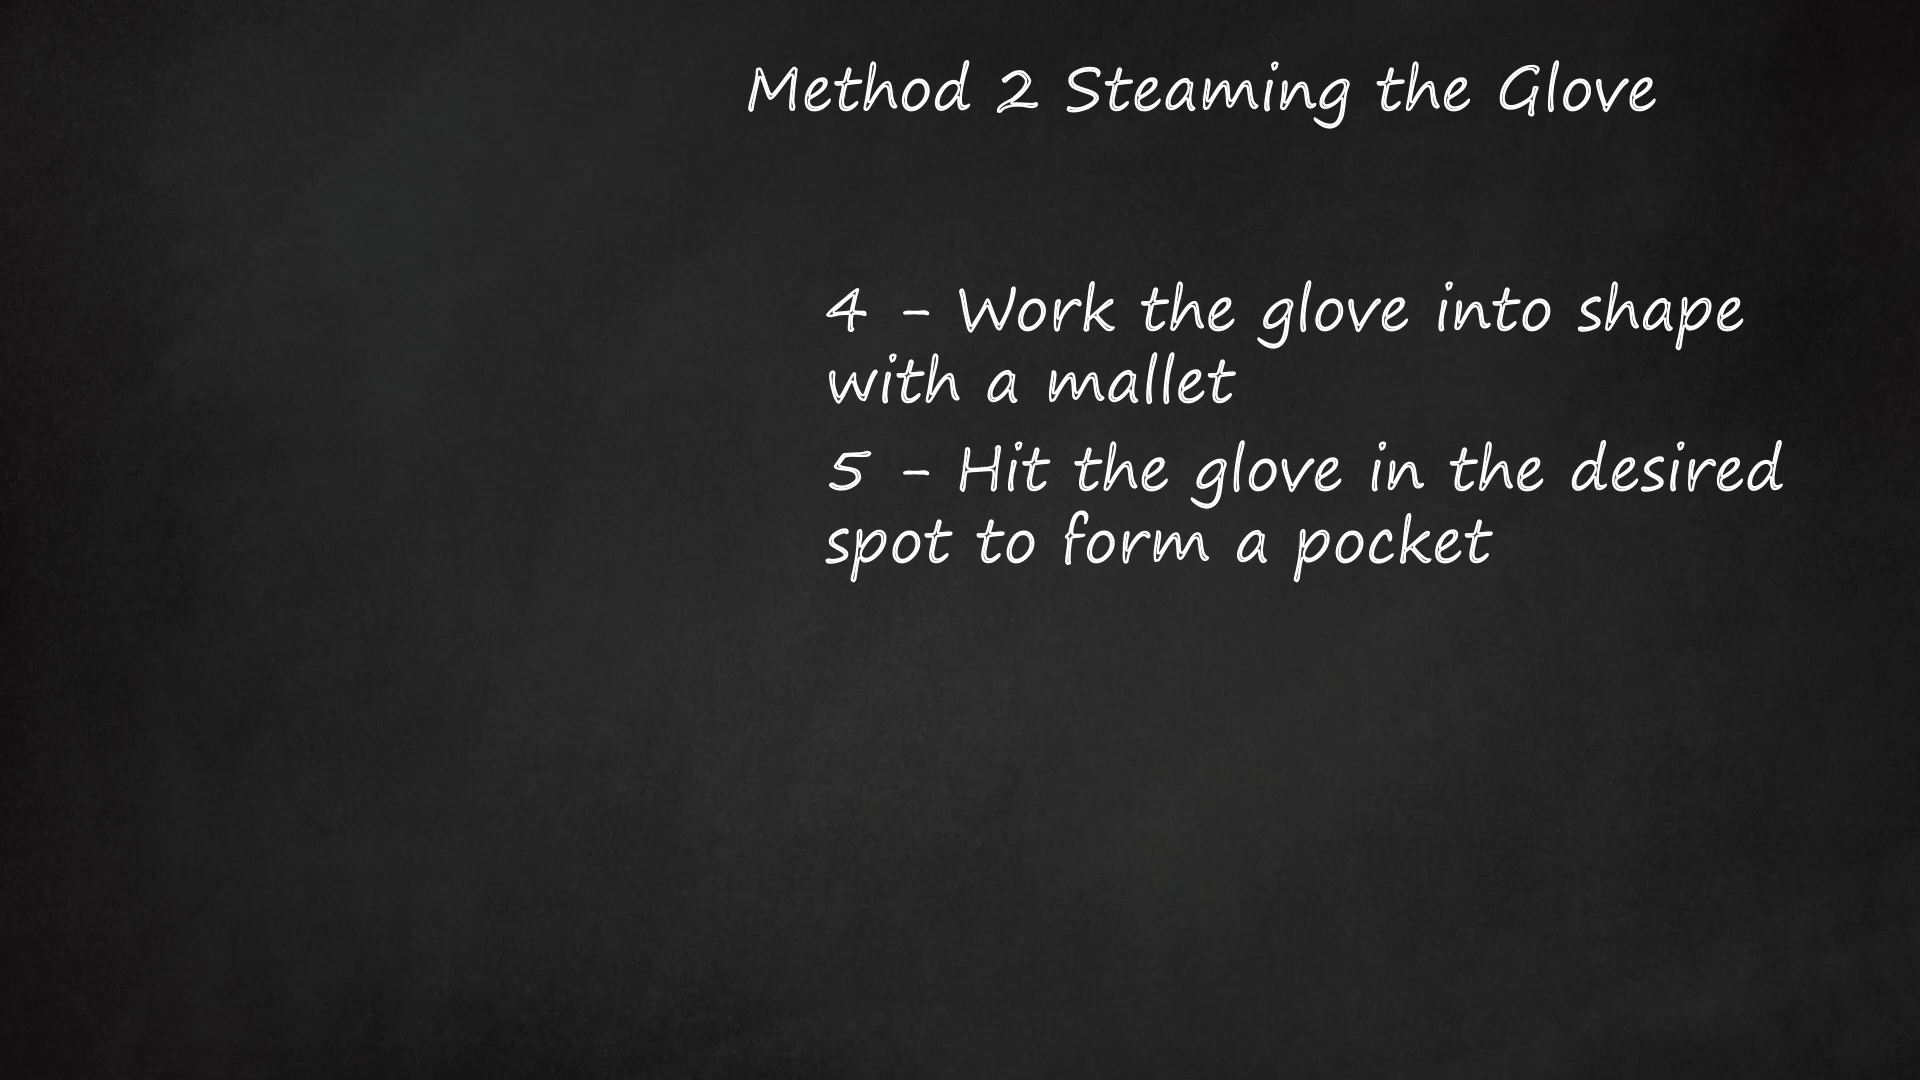 Method 2 Steaming the Glove
4 - Work the glove into shape
with a mallet
5 - Hit the glove in the desired
spot to form a pocket